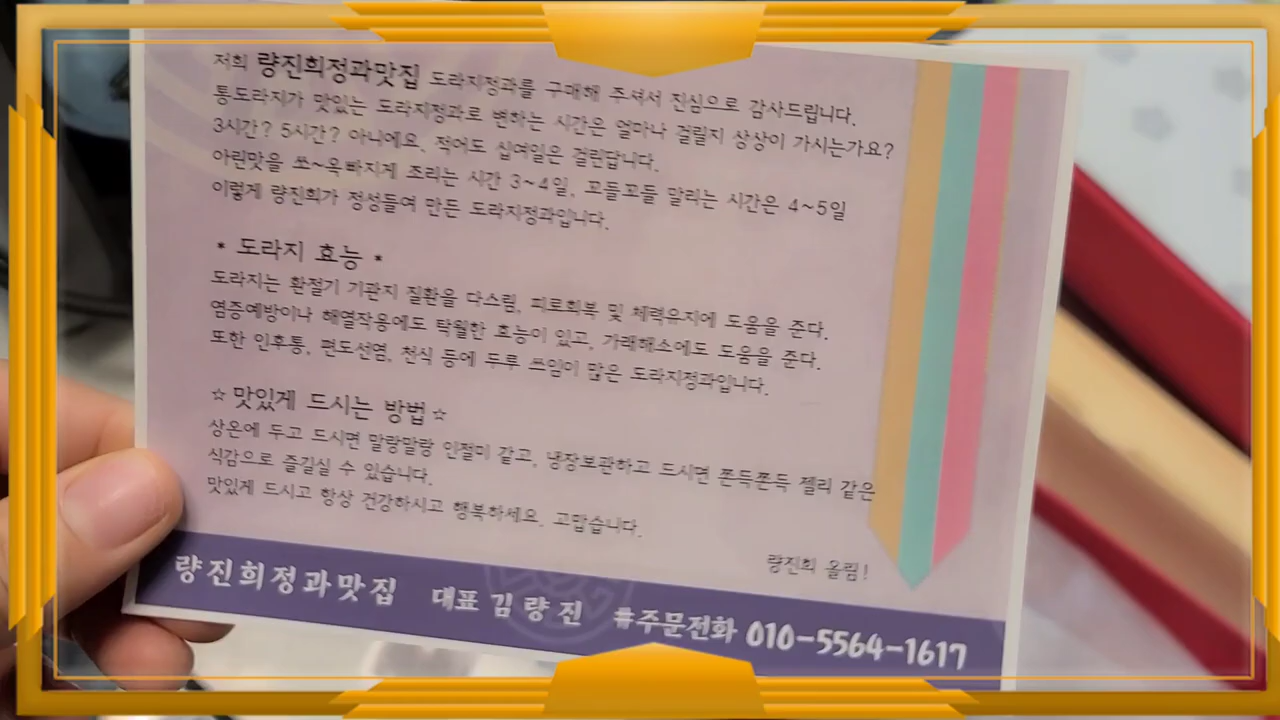 저희 량진희정과맛집 도라지정과를 구매해 주셔서 진심으로 감사드립니다.
통도라지가 맛있는 도라지정과로 변하는 시간은 얼마나 걸릴지 상상이 가시는가요?
3시간? 5시간? 아니에요. 적어도 십여일은 걸린답니다.
아린맛을 쏘~옥빠지게 조리는 시간 3~4일, 꼬들꼬들 말리는 시간은 4~5일
이렇게 량진희가 정성들여 만든 도라지정과입니다.
* 도라지 효능 *
도라지는 환절기 기관지 질환을 다스림, 피로회복 및 체력유지에 도움을 준다.
염증예방이나 해열작용에도 탁월한 효능이 있고, 가래해소에도 도움을 준다.
또한 인후통, 편도선염, 천식 등에 두루 쓰임이 많은 도라지정과입니다.
☆ 맛있게 드시는 방법 ☆
상온에 두고 드시면 말랑말랑 인절미 같고, 냉장보관하고 드시면 쫀득쫀득 젤리 같은
식감으로 즐길실 수 있습니다.
맛있게 드시고 항상 건강하시고 행복하세요. 고맙습니다.
량진희 올림!
량진희정과맛집 대표 김량진 #주문전화 010-5564-1617